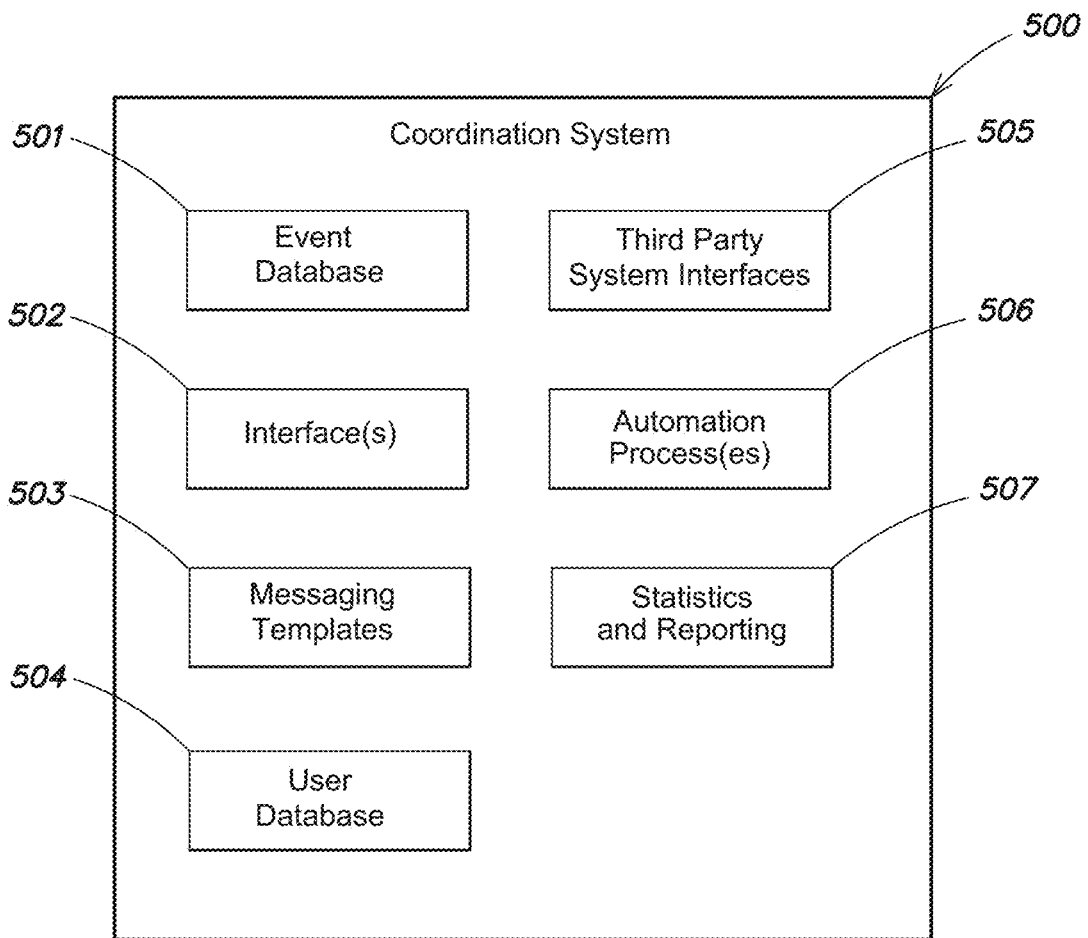 500
Coordination System
501
505
Event
Database
Third Party
System Interfaces
502
506
Interface(s)
Automation
Process(es)
503
507
Messaging
Templates
Statistics
and Reporting
504
User
Database